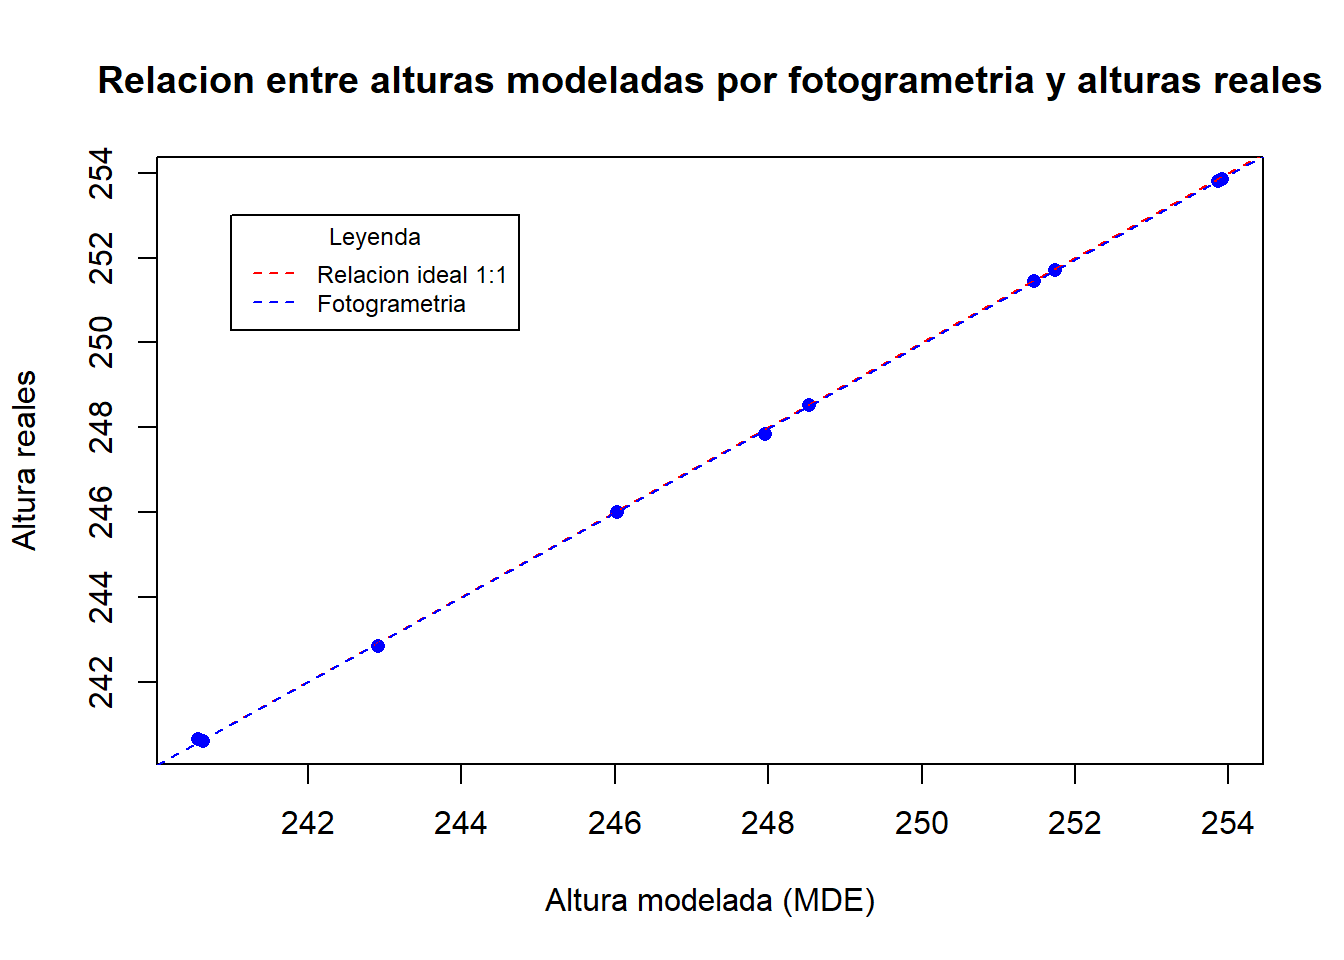 Relacion entre alturas modeladas por fotogrametria y alturas reales
Leyenda
Relacion ideal 1:1
Fotogrametria
Altura reales
254
252
250
248
246
244
242
242 244 246 248 250 252 254
Altura modelada (MDE)